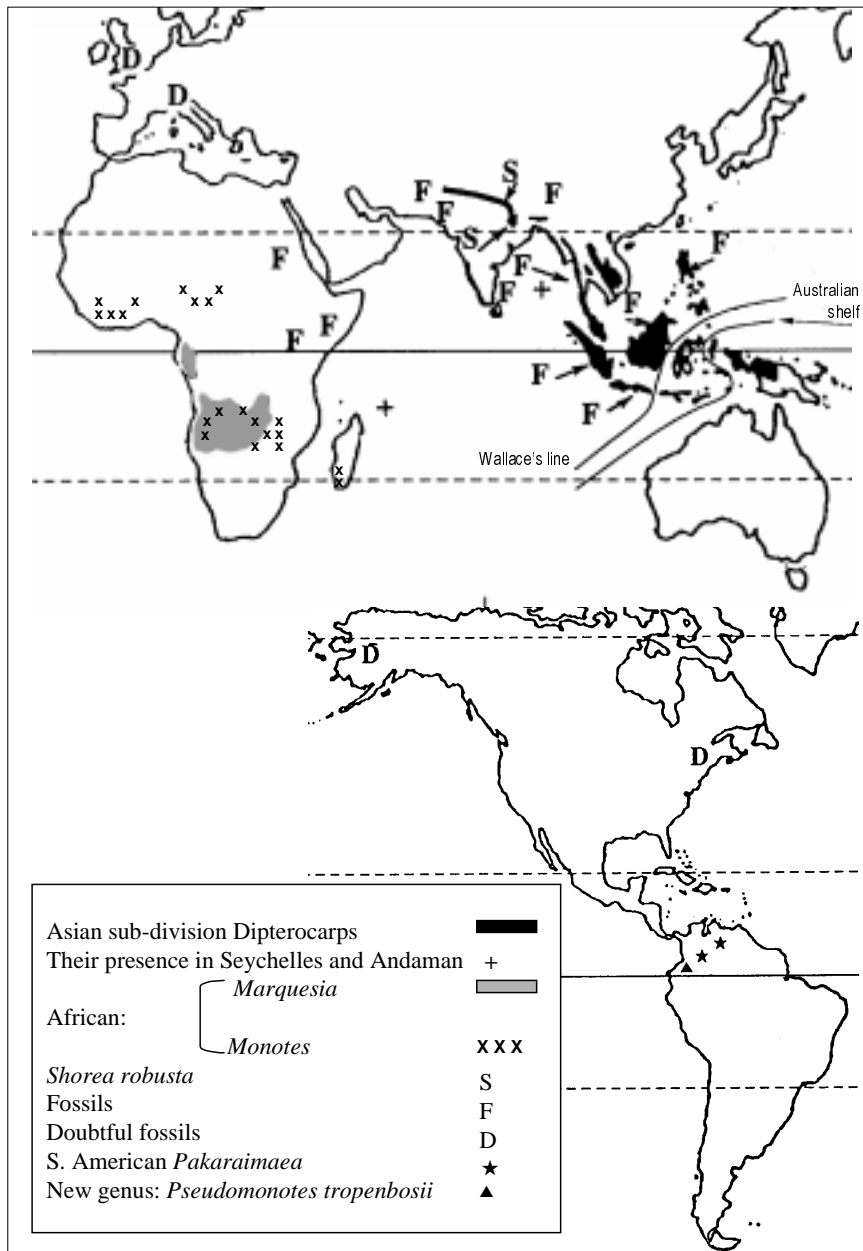 D
D
S
F
F
F
S
F
F
F
F
F
Australian
shelf
F
F
F
F
F
Wallace's line
x x x
x x x x
x x x
x x x x
x x x
x x x
x x x
x x
x
x
D
D
Asian sub-division Dipterocarps
Their presence in Seychelles and Andaman +
Marquesia
African:
Monotes x x x
Shorea robusta S
Fossils F
Doubtful fossils D
S. American Pakaraimaea ★
New genus: Pseudomonotes tropenbosii ▲